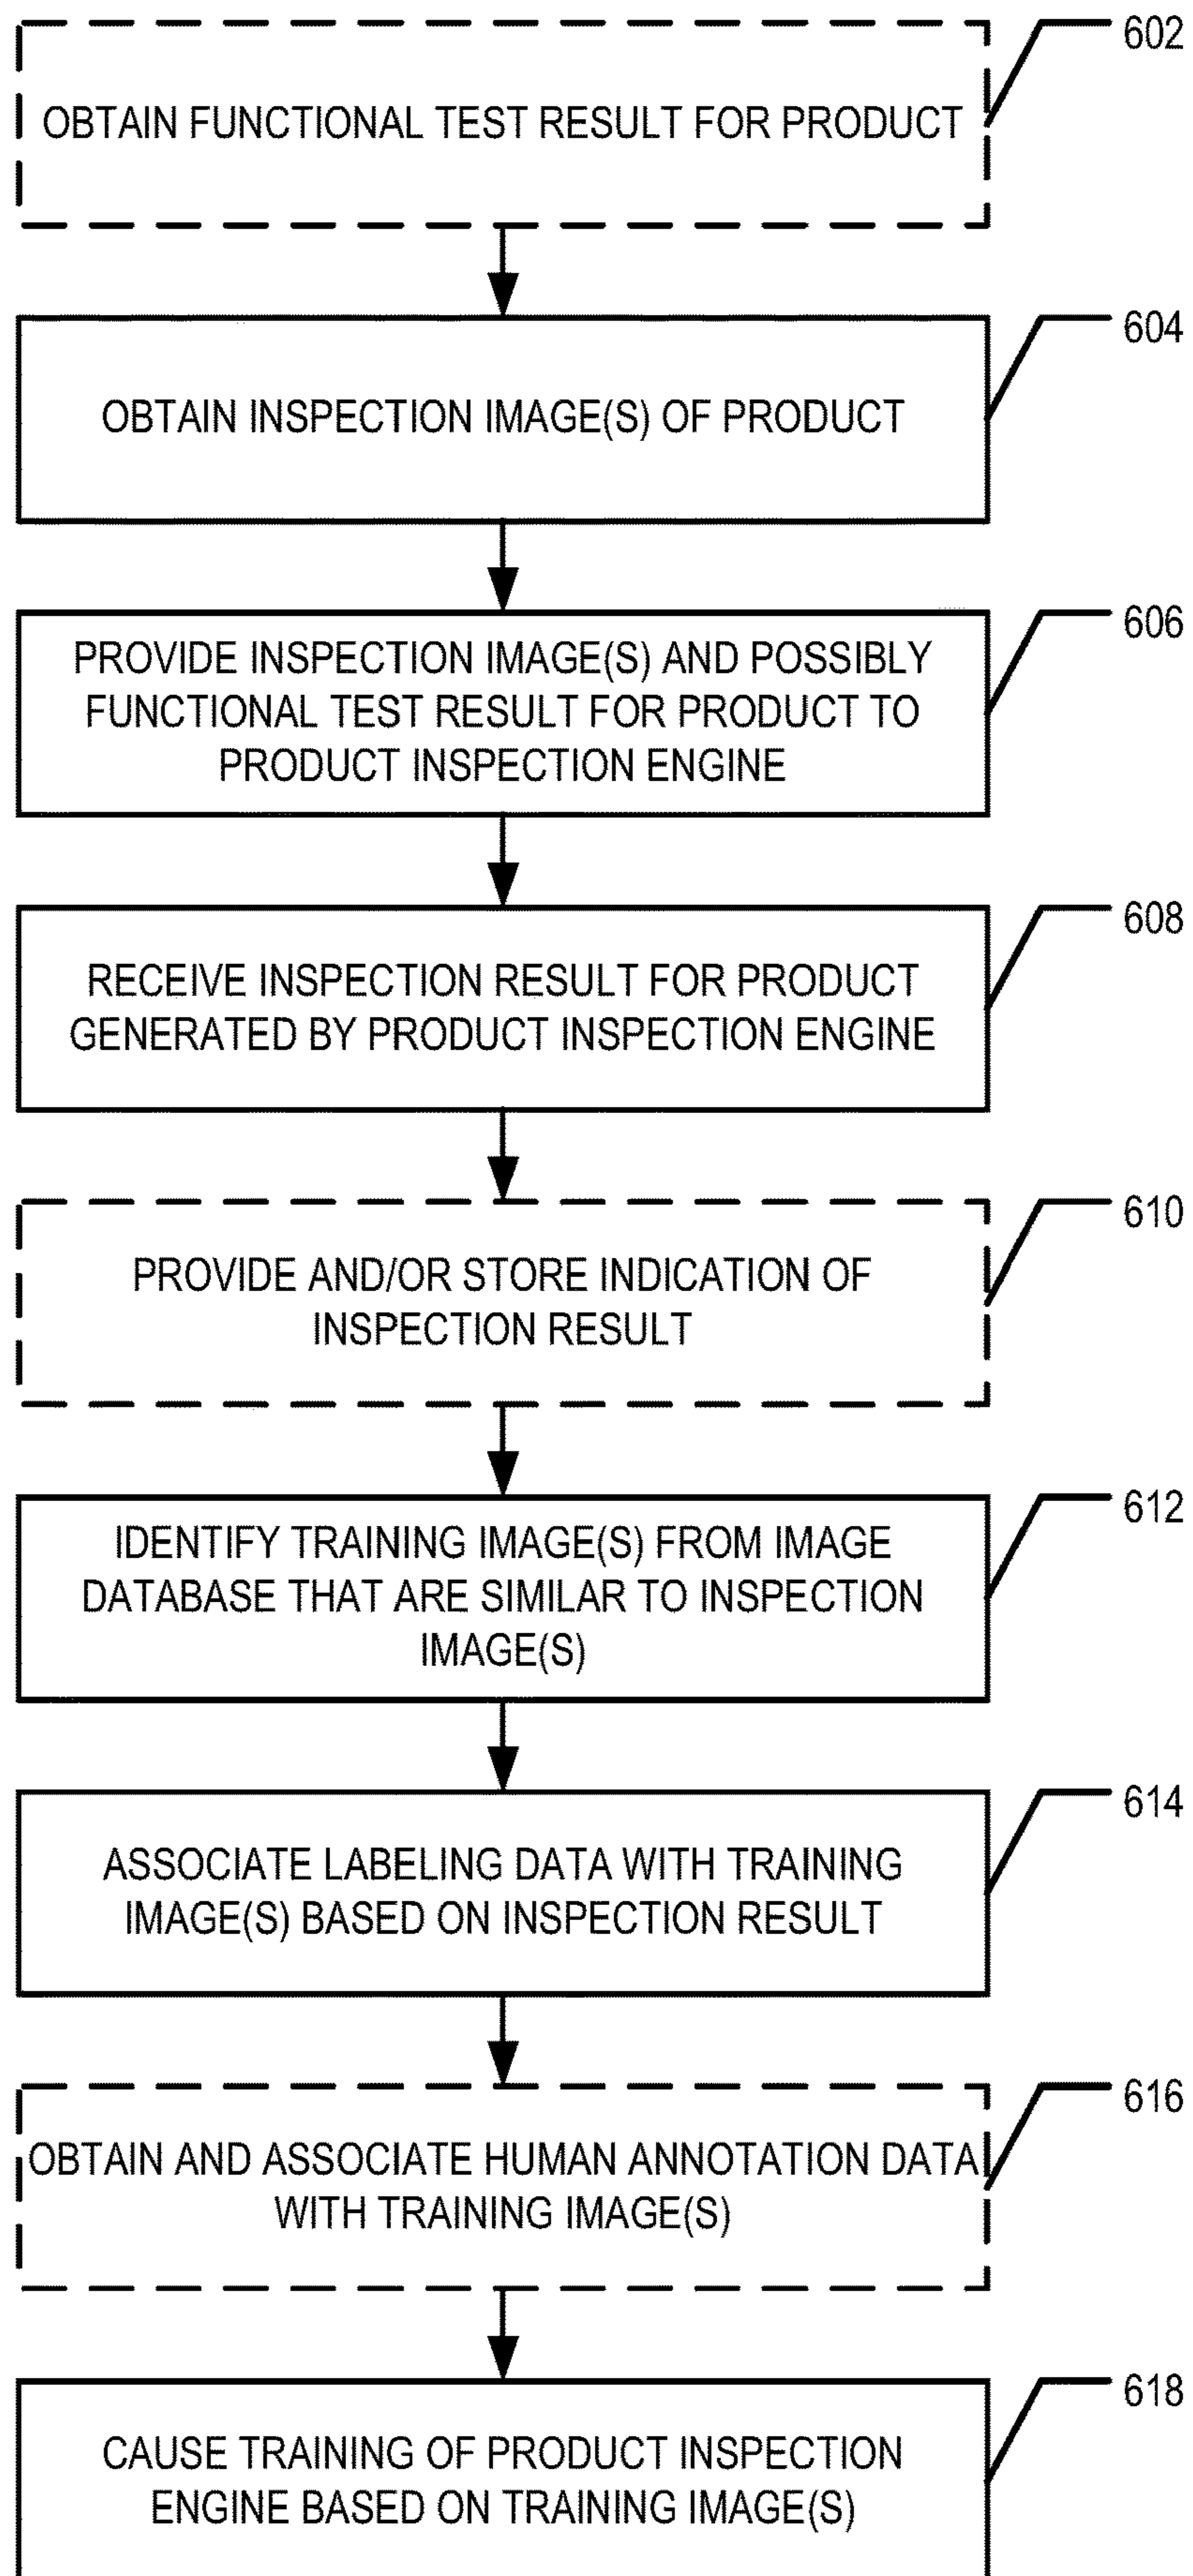 602
OBTAIN FUNCTIONAL TEST RESULT FOR PRODUCT
604
OBTAIN INSPECTION IMAGE(S) OF PRODUCT
606
PROVIDE INSPECTION IMAGE(S) AND POSSIBLY
FUNCTIONAL TEST RESULT FOR PRODUCT TO
PRODUCT INSPECTION ENGINE
608
RECEIVE INSPECTION RESULT FOR PRODUCT
GENERATED BY PRODUCT INSPECTION ENGINE
610
PROVIDE AND/OR STORE INDICATION OF
INSPECTION RESULT
612
IDENTIFY TRAINING IMAGE(S) FROM IMAGE
DATABASE THAT ARE SIMILAR TO INSPECTION
IMAGE(S)
614
ASSOCIATE LABELING DATA WITH TRAINING
IMAGE(S) BASED ON INSPECTION RESULT
616
OBTAIN AND ASSOCIATE HUMAN ANNOTATION DATA
WITH TRAINING IMAGE(S)
618
CAUSE TRAINING OF PRODUCT INSPECTION
ENGINE BASED ON TRAINING IMAGE(S)